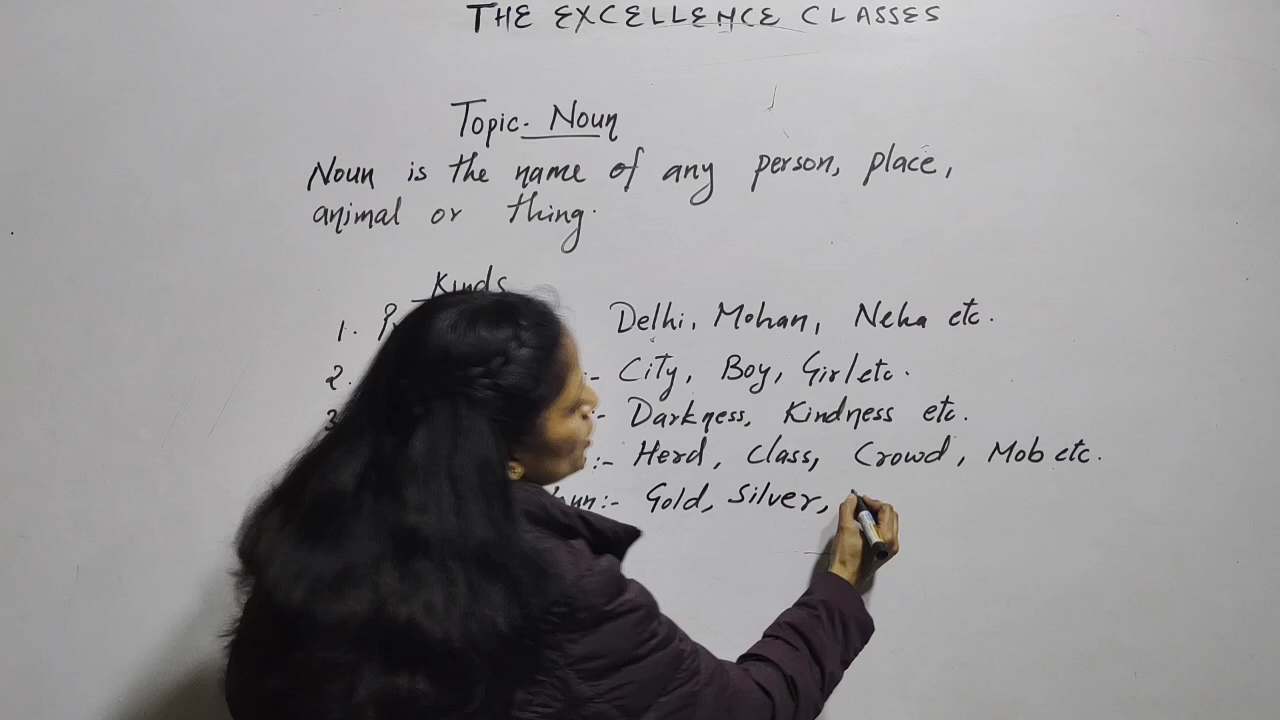 THE EXCELLENCE CLASSES
Topic- Noun
Noun is the name of any person, place,
animal or thing.
Kinds
1. Delhi, Mohan, Neha etc.
2. :- City, Boy, Girl etc.
3 :- Darkness, Kindness etc.
:- Herd, Class, Crowd, Mob etc.
:- Gold, Silver,